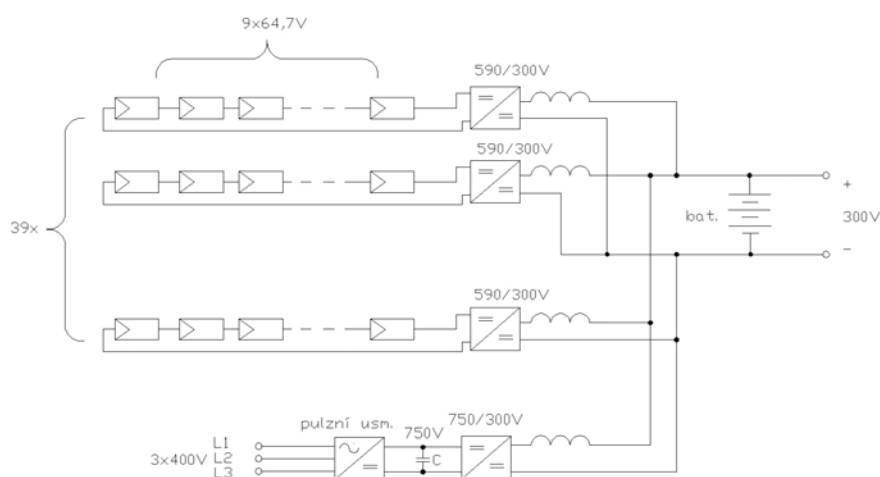 9x64,7V
590/300V
590/300V
39x
bat.
+
300V
-
590/300V
pulzní usm.
750V
750/300V
L1
3x400V
L2
L3
C